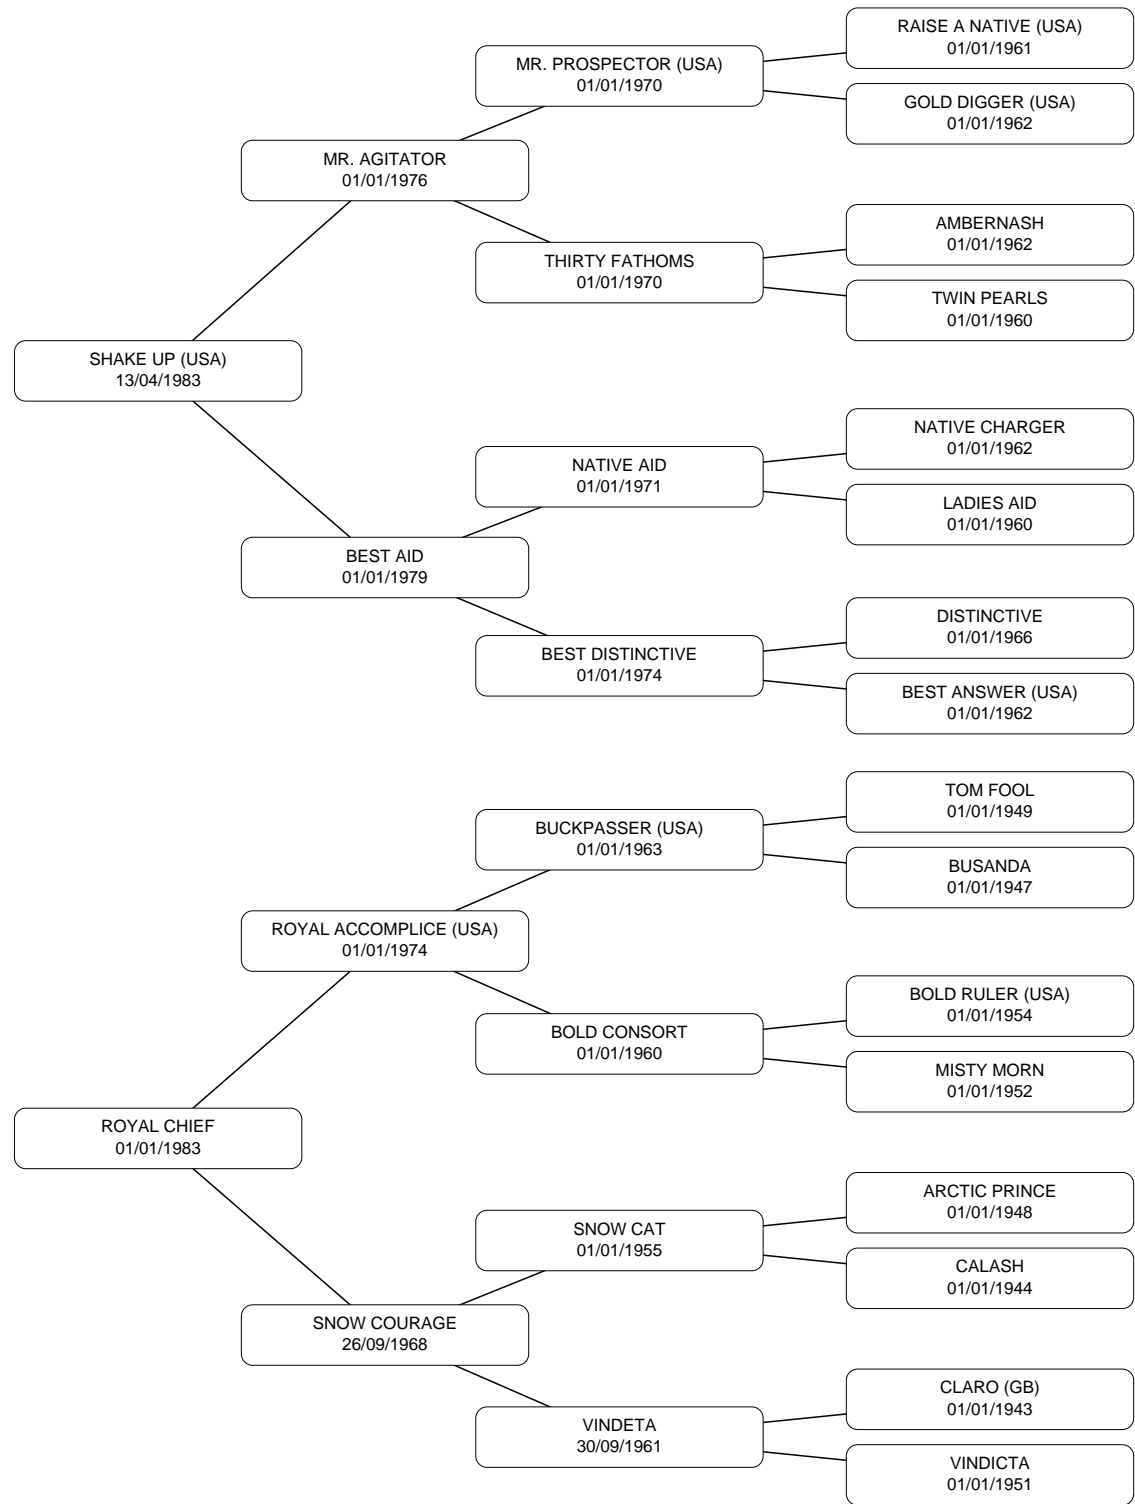 RAISE A NATIVE (USA)
01/01/1961
MR. PROSPECTOR (USA)
01/01/1970
GOLD DIGGER (USA)
01/01/1962
MR. AGITATOR
01/01/1976
AMBERNASH
01/01/1962
THIRTY FATHOMS
01/01/1970
TWIN PEARLS
01/01/1960
SHAKE UP (USA)
13/04/1983
NATIVE CHARGER
01/01/1962
NATIVE AID
01/01/1971
LADIES AID
01/01/1960
BEST AID
01/01/1979
DISTINCTIVE
01/01/1966
BEST DISTINCTIVE
01/01/1974
BEST ANSWER (USA)
01/01/1962
TOM FOOL
01/01/1949
BUCKPASSER (USA)
01/01/1963
BUSANDA
01/01/1947
ROYAL ACCOMPLICE (USA)
01/01/1974
BOLD RULER (USA)
01/01/1954
BOLD CONSORT
01/01/1960
MISTY MORN
01/01/1952
ROYAL CHIEF
01/01/1983
ARCTIC PRINCE
01/01/1948
SNOW CAT
01/01/1955
CALASH
01/01/1944
SNOW COURAGE
26/09/1968
CLARO (GB)
01/01/1943
VINDETA
30/09/1961
VINDICTA
01/01/1951